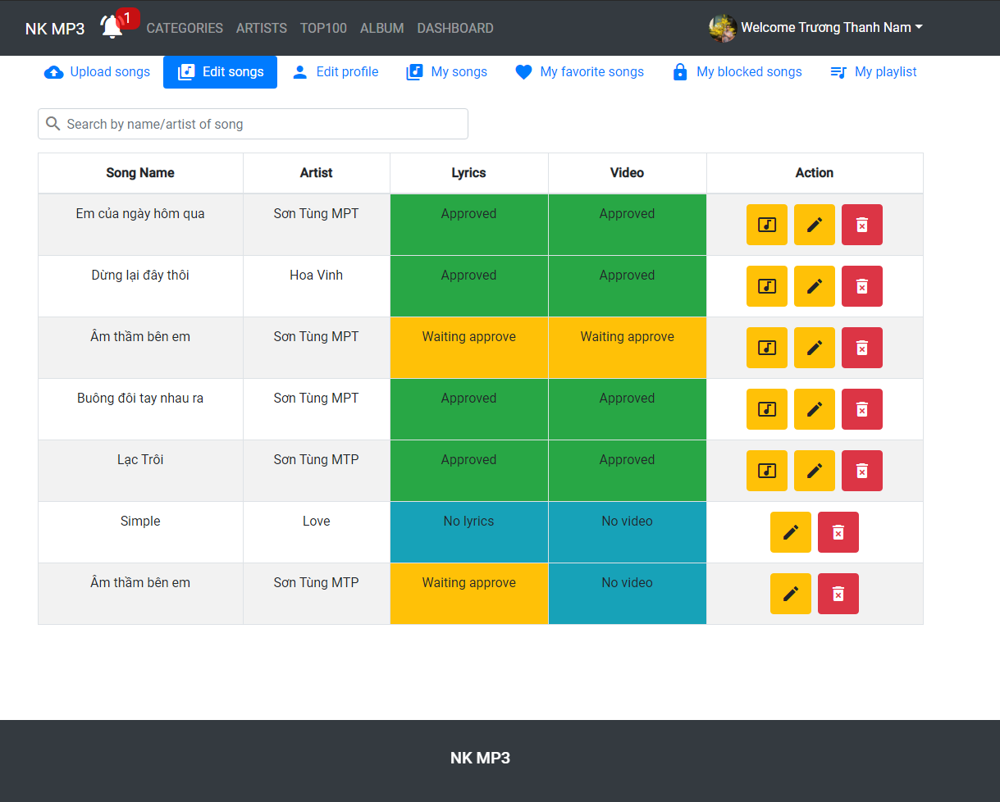 NK MP3 1 CATEGORIES ARTISTS TOP100 ALBUM DASHBOARD Welcome Trương Thanh Nam
Upload songs Edit songs Edit profile My songs My favorite songs My blocked songs My playlist
Search by name/artist of song
Song Name Artist Lyrics Video Action
Em của ngày hôm qua Sơn Tùng MPT Approved Approved
Dừng lại đây thôi Hoa Vinh Approved Approved
Âm thầm bên em Sơn Tùng MPT Waiting approve Waiting approve
Buông đôi tay nhau ra Sơn Tùng MPT Approved Approved
Lạc Trôi Sơn Tùng MTP Approved Approved
Simple Love No lyrics No video
Âm thầm bên em Sơn Tùng MTP Waiting approve No video
NK MP3